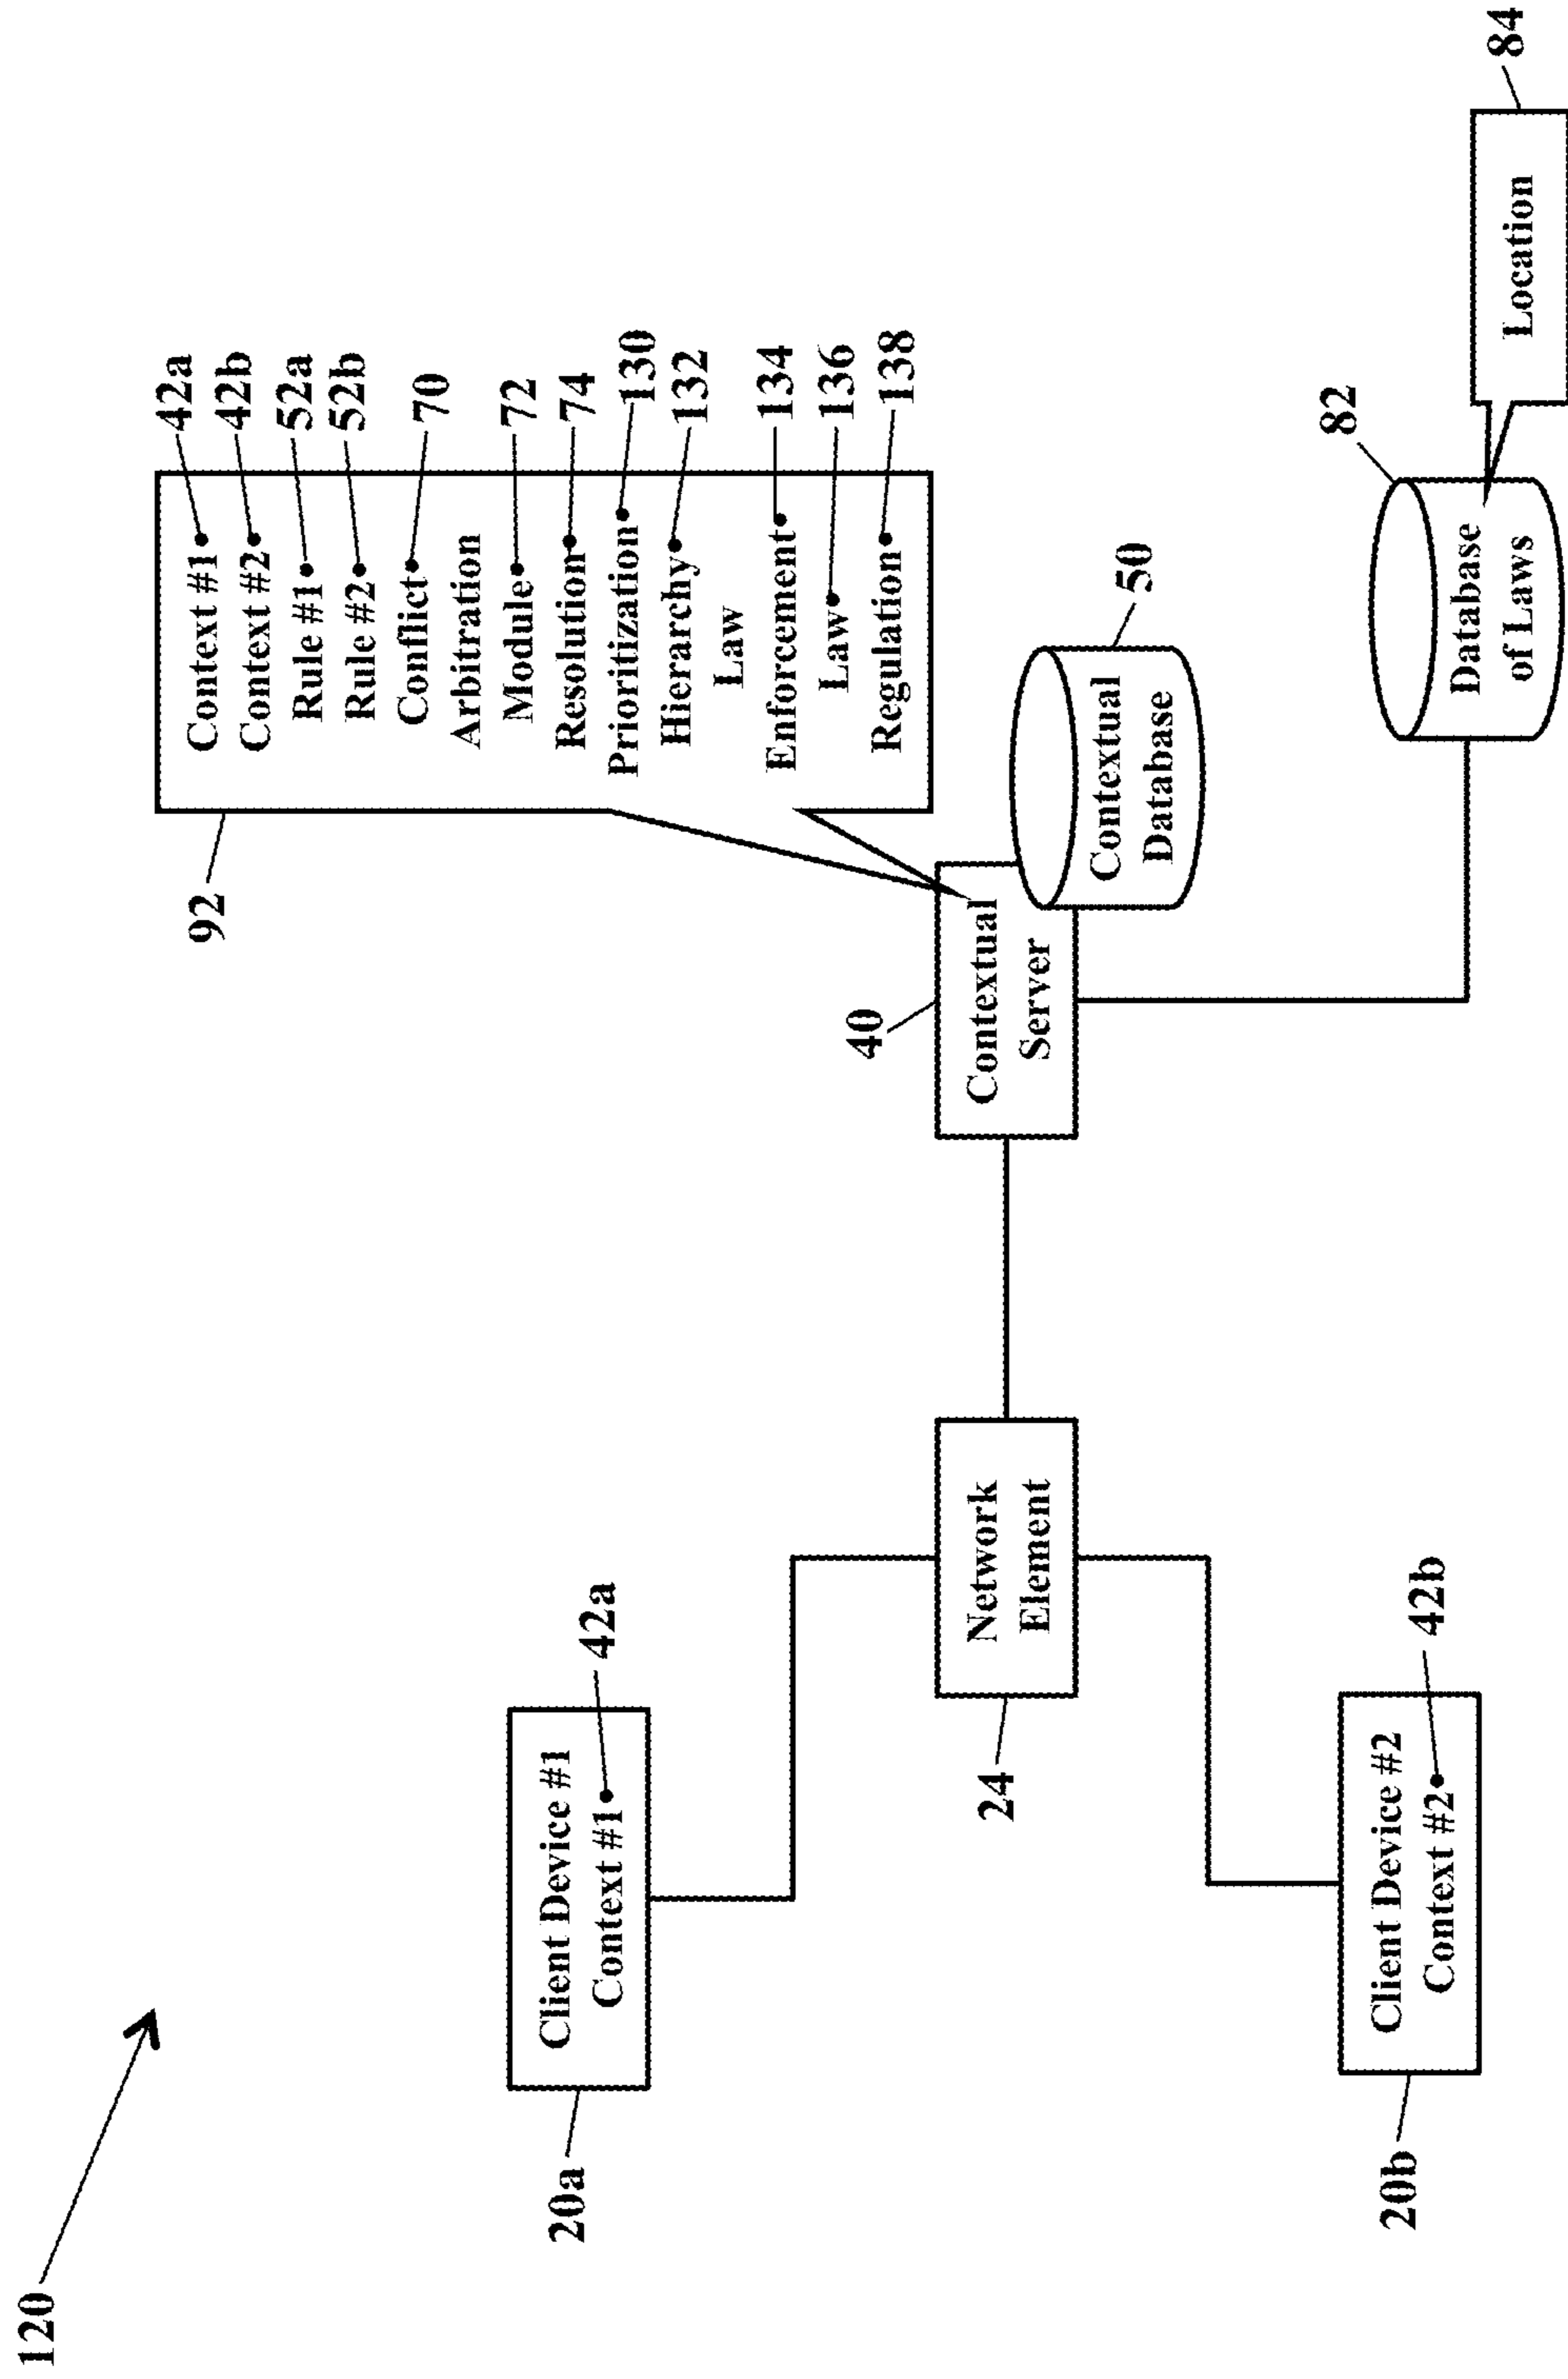 120
92
Context #1
42a
Context #2
42b
Rule #1
52a
Rule #2
52b
Conflict
70
Arbitration
Module
72
Resolution
74
Prioritization
130
Hierarchy
132
Law
Enforcement
134
Law
136
Regulation
138
20a
Client Device #1
Context #1
42a
40
Contextual
Server
Contextual
Database
50
Network
Element
24
20b
Client Device #2
Context #2
42b
82
Database
of Laws
Location
84